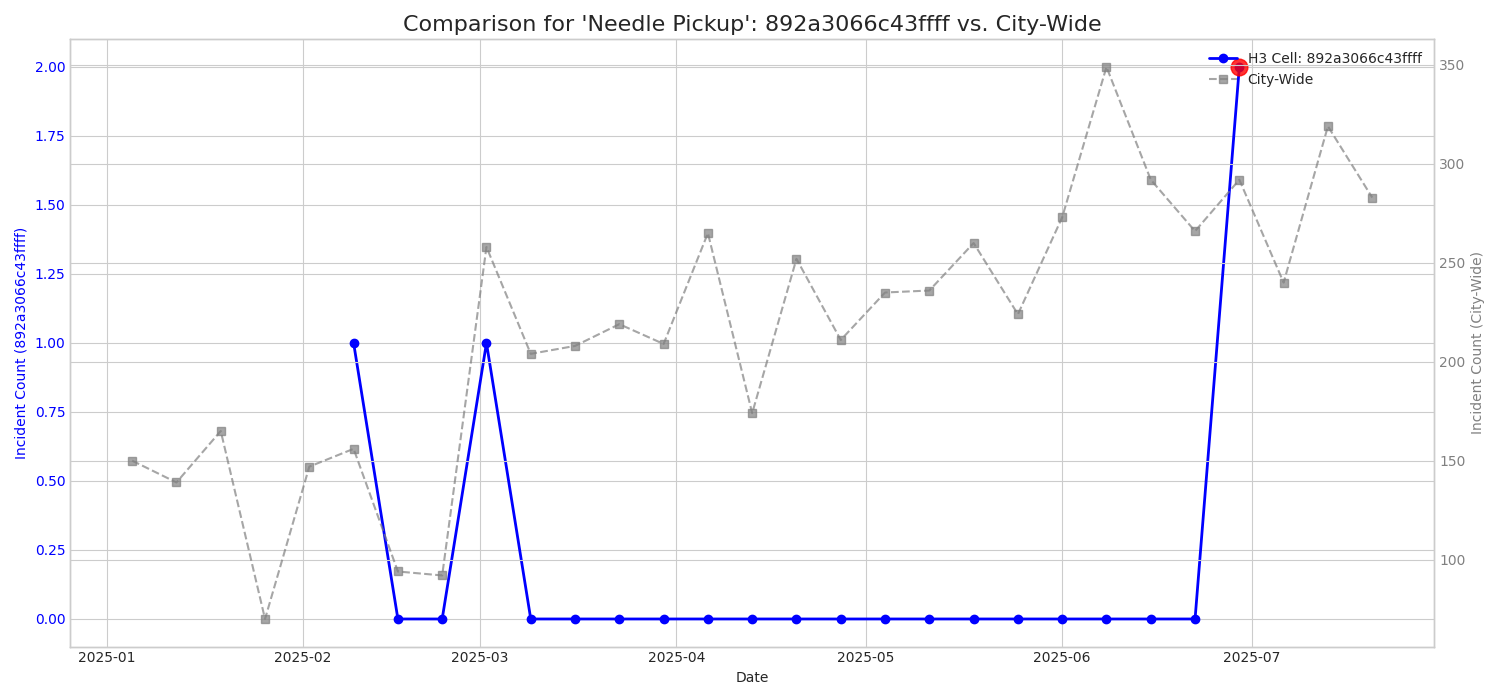 Comparison for 'Needle Pickup': 892a3066c43ffff vs. City-Wide
H3 Cell: 892a3066c43ffff
City-Wide
Incident Count (892a3066c43ffff)
2.00
1.75
1.50
1.25
1.00
0.75
0.50
0.25
0.00
350
300
250
200
150
100
Incident Count (City-Wide)
2025-01 2025-02 2025-03 2025-04 2025-05 2025-06 2025-07
Date